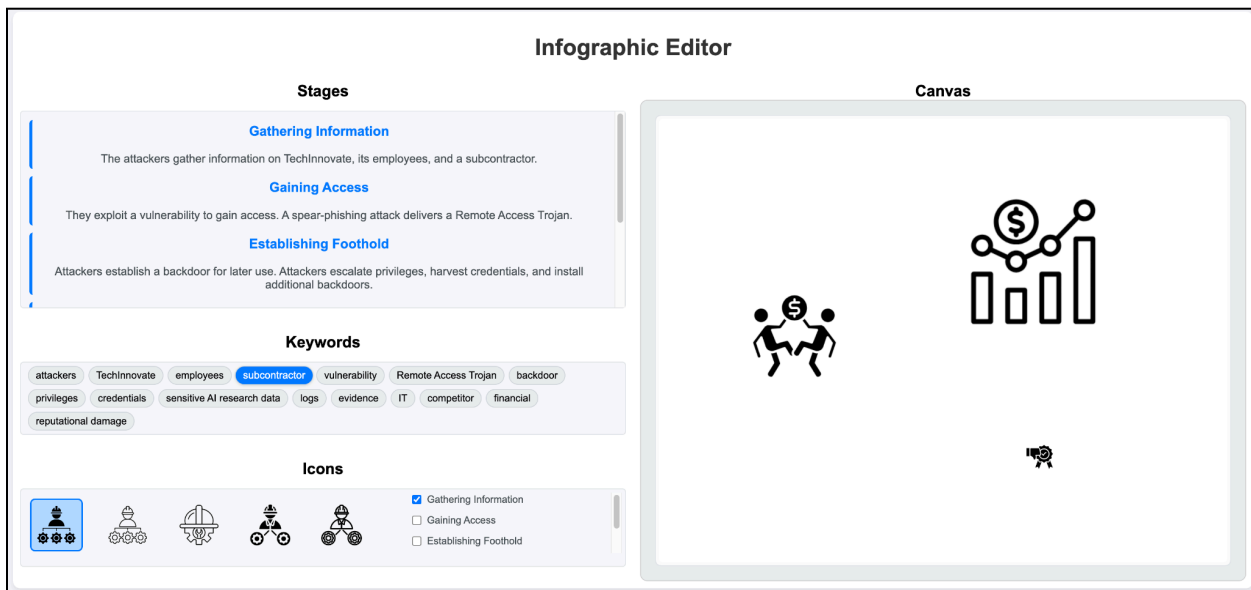 Infographic Editor
Stages
Gathering Information
The attackers gather information on TechInnovate, its employees, and a subcontractor.
Gaining Access
They exploit a vulnerability to gain access. A spear-phishing attack delivers a Remote Access Trojan.
Establishing Foothold
Attackers establish a backdoor for later use. Attackers escalate privileges, harvest credentials, and install
additional backdoors.
Keywords
attackers TechInnovate employees subcontractor vulnerability Remote Access Trojan backdoor
privileges credentials sensitive AI research data logs evidence IT competitor financial
reputational damage
Icons
Gathering Information
Gaining Access
Establishing Foothold
Canvas
$
$